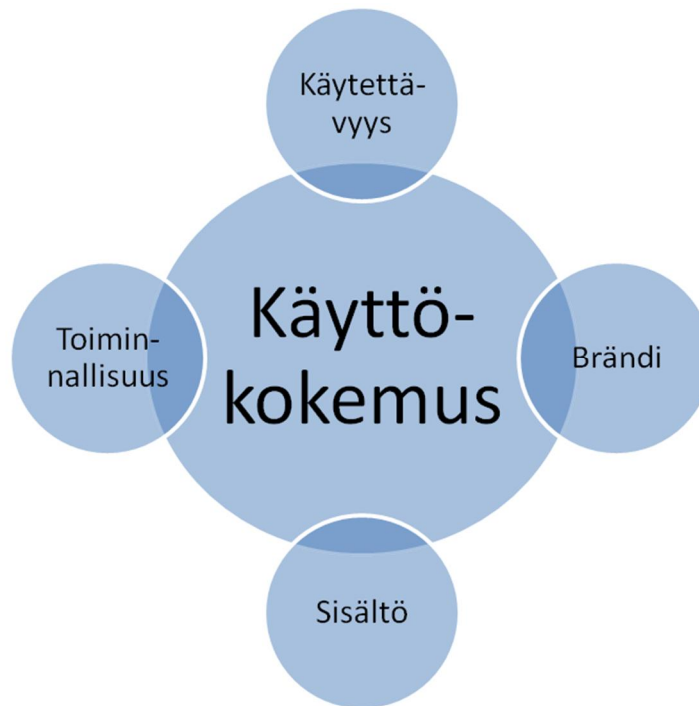 Käytettä-
vyys
Käyttö-
kokemus
Toimin-
nallisuus
Brändi
Sisältö